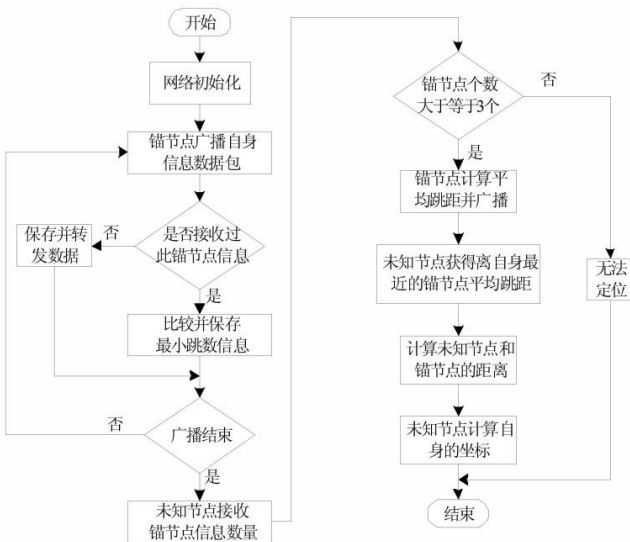 开始
网络初始化
锚节点广播自身
信息数据包
是否接收过
此锚节点信息
否
保存并转
发数据
是
比较并保存
最小跳数信息
广播结束
否
是
未知节点接收
锚节点信息数量
锚节点个数
大于等于3个
否
是
锚节点计算平
均跳距并广播
未知节点获得离自身最
近的锚节点平均跳距
无法
定位
计算未知节点和
锚节点的距离
未知节点计算自
身的坐标
结束